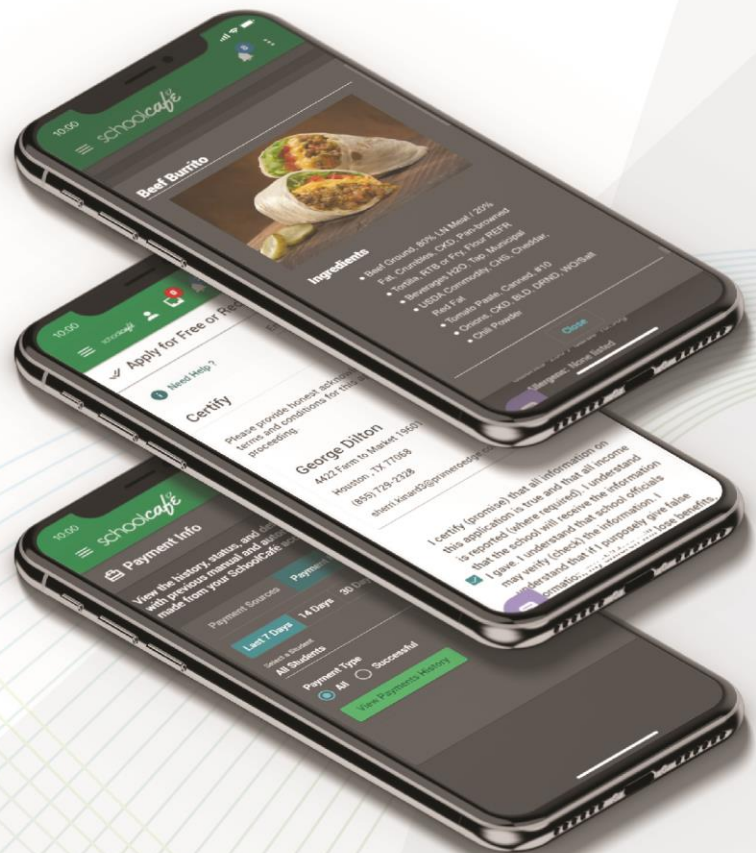 10:00
schoolcafé
Beef Burrito
Ingredients
• Beef Ground, 80% LN Meat / 20%
Fat, Crumbles, CKD, Pan-browned
• Tortilla, RTB or Fry, Flour REFR
• Beverages H2O, Tap, Municipal
• USDA Commodity, CHS, Cheddar,
Red Fat
• Tomato Paste, Canned, #10
• Onions, CKD, BLD, DRND, WO/Salt
• Chili Powder
Close
Allergens: None listed
10:00
schoolcafé
Apply for Free or
Need Help ?
Certify
Please provide honest
terms and conditions for this
proceeding.
George Dilton
4422 Farm to Market 19601
Houston , TX 77068
(855) 729-2328
I certify (promise) that all information on
this application is true and that all income
is reported (where required). I understand
that the school will receive the information
I gave. I understand that school officials
may verify (check) the information. I
understand that if I purposely give false
lose benefits,
10:00
schoolcafé
Payment Info
View the history, status, and
with previous manual and
made from your SchoolCafé
Payment Sources
Last 7 Days 14 Days 30
Select a Student
All Students
Payment Type
All Successful
View Payments History